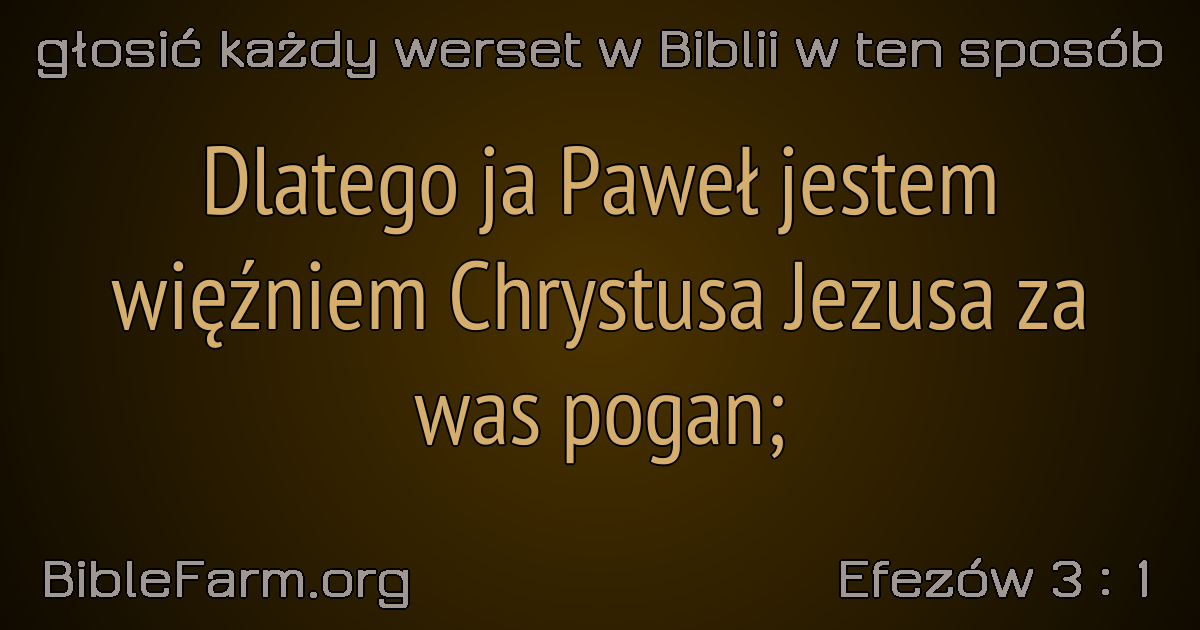 głosić każdy werset w Biblii w ten sposób
Dlatego ja Paweł jestem
więźniem Chrystusa Jezusa za
was pogan;
BibleFarm.org
Efezów 3 : 1